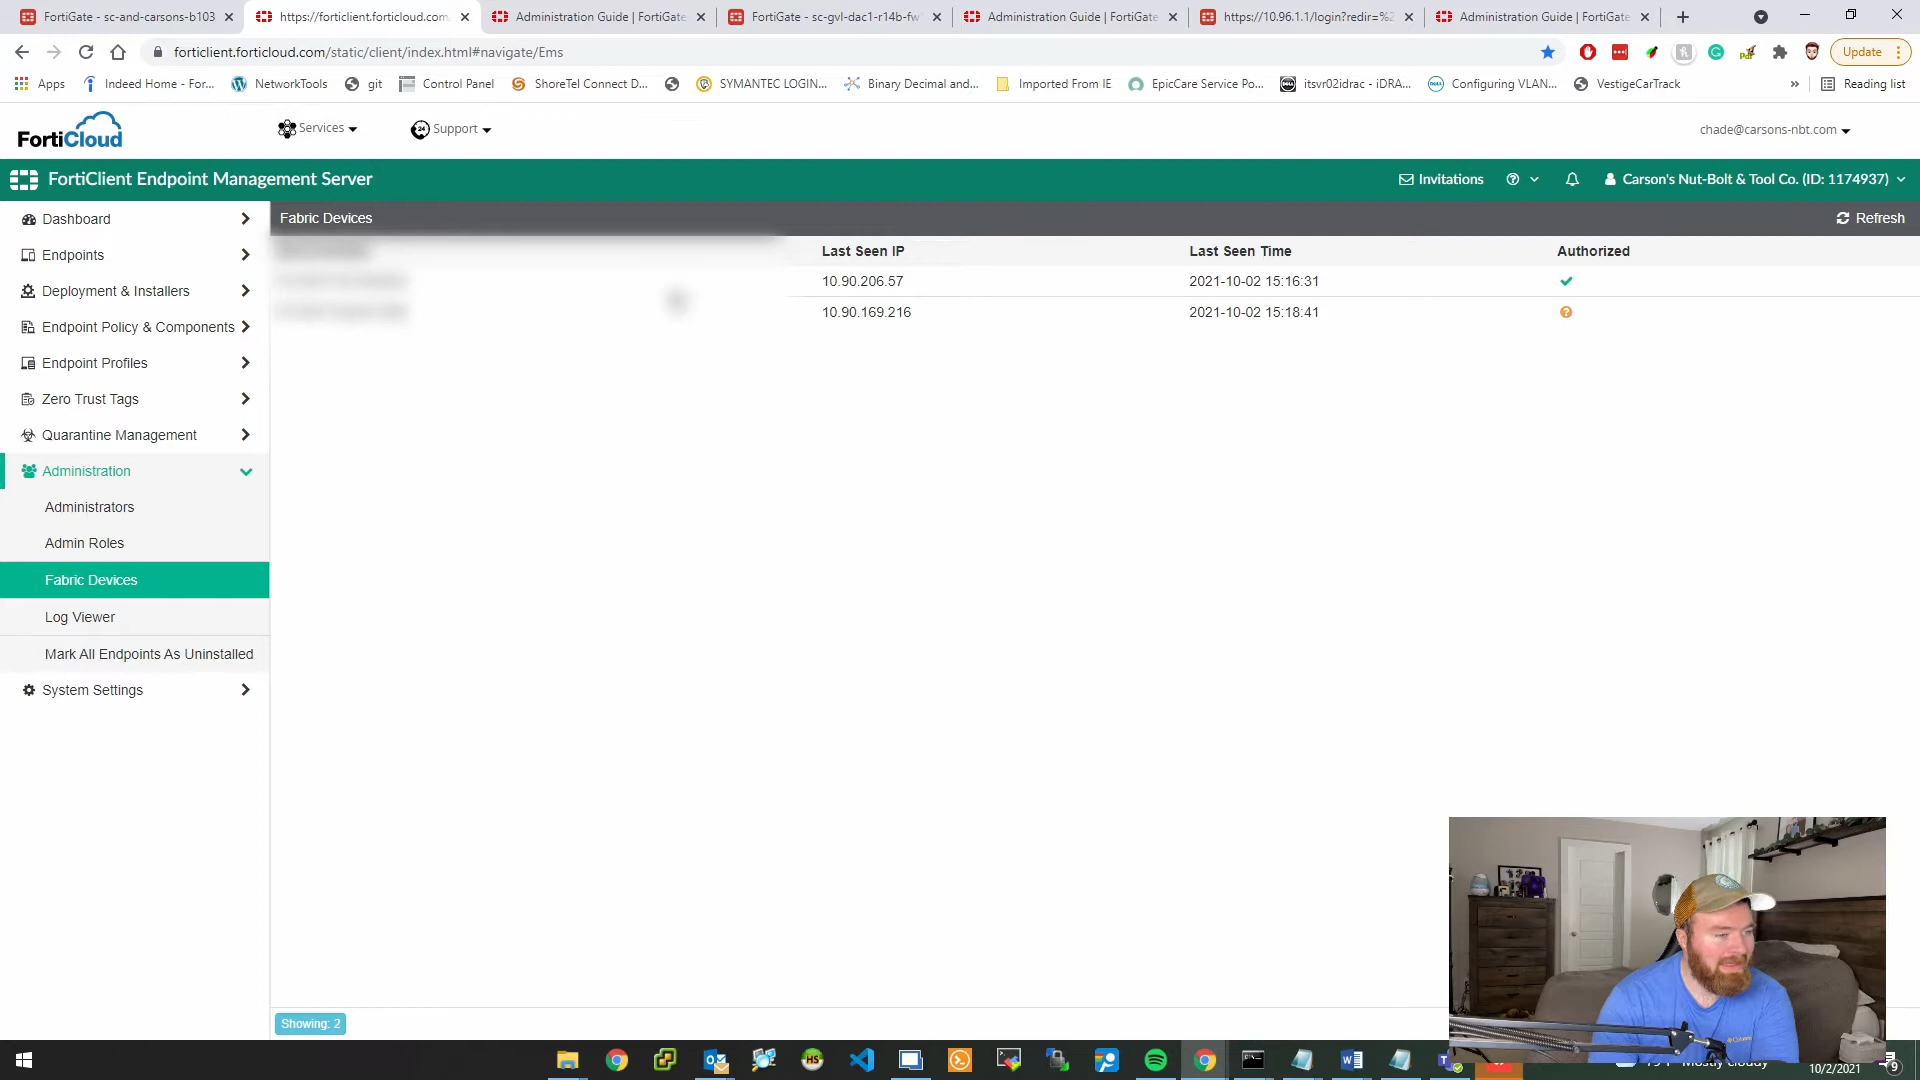 FortiGate - sc-and-carsons-b103
https://forticlient.forticloud.com
Administration Guide | FortiGate
FortiGate - sc-gvl-dac1-r14b-fw
Administration Guide | FortiGate
https://10.96.1.1/login?redir=%2
Administration Guide | FortiGate
forticlient.forticloud.com/static/client/index.html#navigate/Ems
Update
Apps
Indeed Home - For...
NetworkTools
git
Control Panel
ShoreTel Connect D...
SYMANTEC LOGIN...
Binary Decimal and...
Imported From IE
EpicCare Service Po...
itsvr02idrac - iDRA...
Configuring VLAN...
VestigeCarTrack
»
Reading list
FortiCloud
Services
Support
chade@carsons-nbt.com
FortiClient Endpoint Management Server
Invitations
Carson's Nut-Bolt & Tool Co. (ID: 1174937)
Dashboard
Endpoints
Deployment & Installers
Endpoint Policy & Components
Endpoint Profiles
Zero Trust Tags
Quarantine Management
Administration
Administrators
Admin Roles
Fabric Devices
Log Viewer
Mark All Endpoints As Uninstalled
System Settings
Fabric Devices
Refresh
Last Seen IP Last Seen Time Authorized
10.90.206.57 2021-10-02 15:16:31
10.90.169.216 2021-10-02 15:18:41
Showing: 2
10/2/2021
9